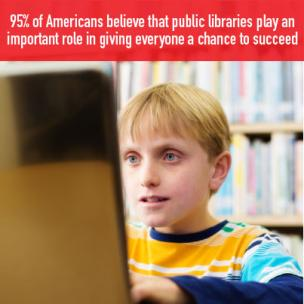 95% of Americans believe that public libraries play an
important role in giving everyone a chance to succeed